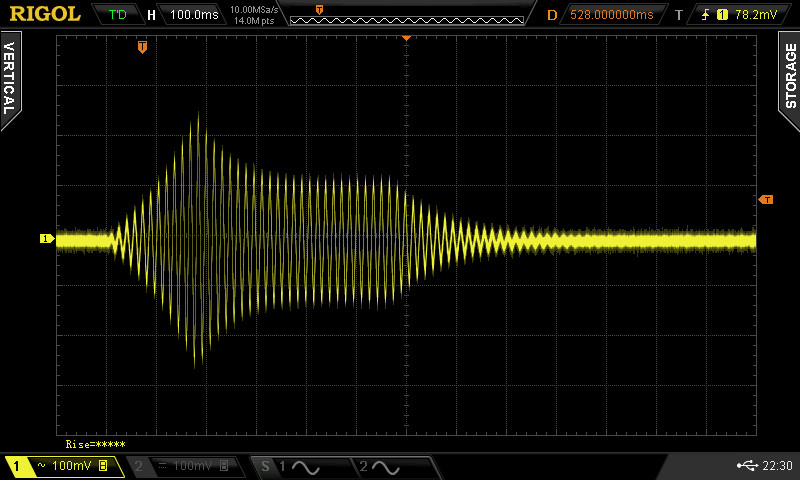 RIGOL T'D H 100.0ms 10.00MSa/s 14.0M pts D 528.000000ms T 1 78.2mV
T
VERTICAL
STORAGE
T
1
Rise=*****
1 ~ 100mV B 2 100mV B S 1 2 22:30